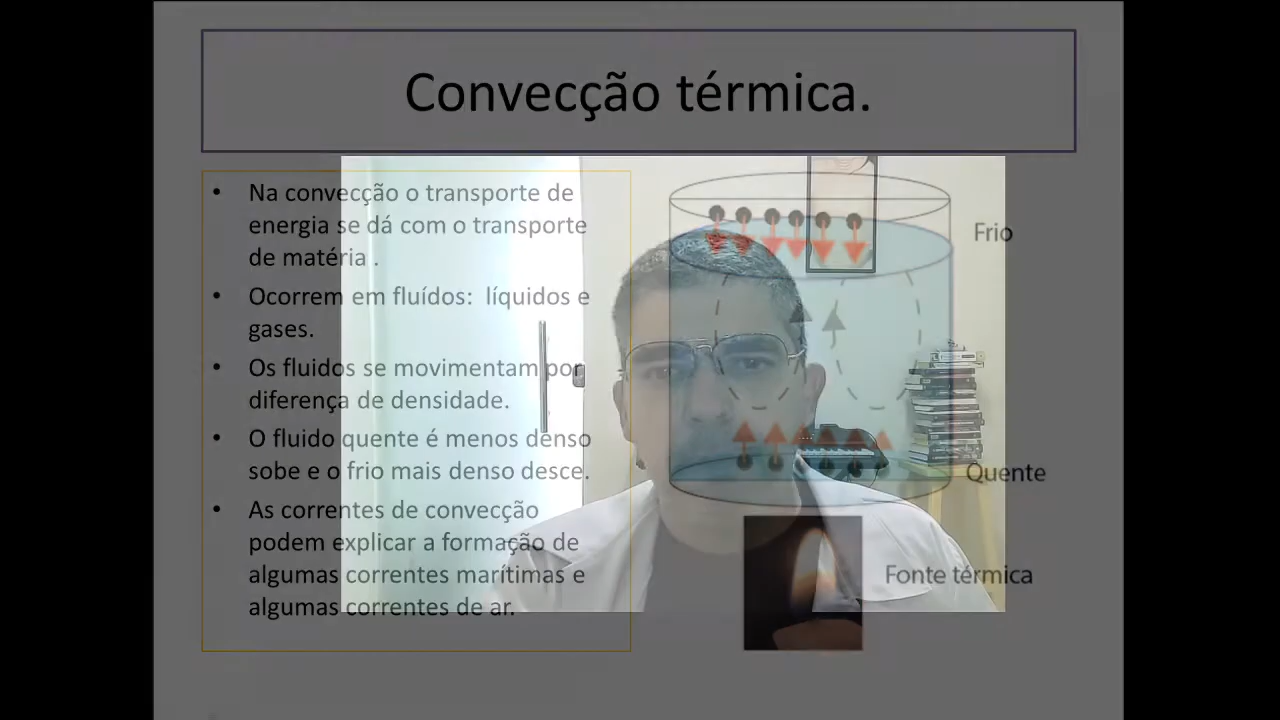 Convecção térmica.
• Na convecção o transporte de
energia se dá com o transporte
de matéria .
• Ocorrem em fluídos: líquidos e
gases.
• Os fluidos se movimentam por
diferença de densidade.
• O fluido quente é menos denso
sobe e o frio mais denso desce.
• As correntes de convecção
podem explicar a formação de
algumas correntes marítimas e
algumas correntes de ar.
Frio
Quente
Fonte térmica